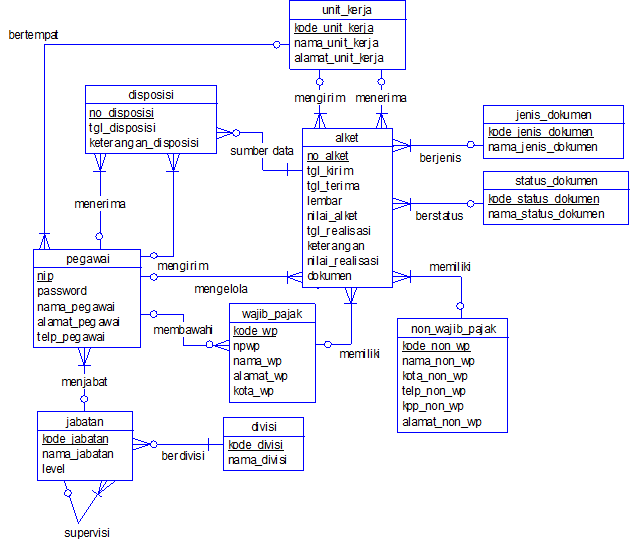 unit_kerja
kode_unit_kerja
nama_unit_kerja
alamat_unit_kerja
bertempat
mengirim
menerima
disposisi
no_disposisi
tgl_disposisi
keterangan_disposisi
sumber data
alket
no_alket
tgl_kirim
tgl_terima
lembar
nilai_alket
tgl_realisasi
keterangan
nilai_realisasi
dokumen
jenis_dokumen
kode_jenis_dokumen
nama_jenis_dokumen
berjenis
status_dokumen
kode_status_dokumen
nama_status_dokumen
berstatus
menerima
mengirim
pegawai
nip
password
nama_pegawai
alamat_pegawai
telp_pegawai
mengelola
memiliki
membawahi
wajib_pajak
kode_wp
npwp
nama_wp
alamat_wp
kota_wp
memiliki
non_wajib_pajak
kode_non_wp
nama_non_wp
kota_non_wp
telp_non_wp
kpp_non_wp
alamat_non_wp
menjabat
jabatan
kode_jabatan
nama_jabatan
level
berdivisi
divisi
kode_divisi
nama_divisi
supervisi